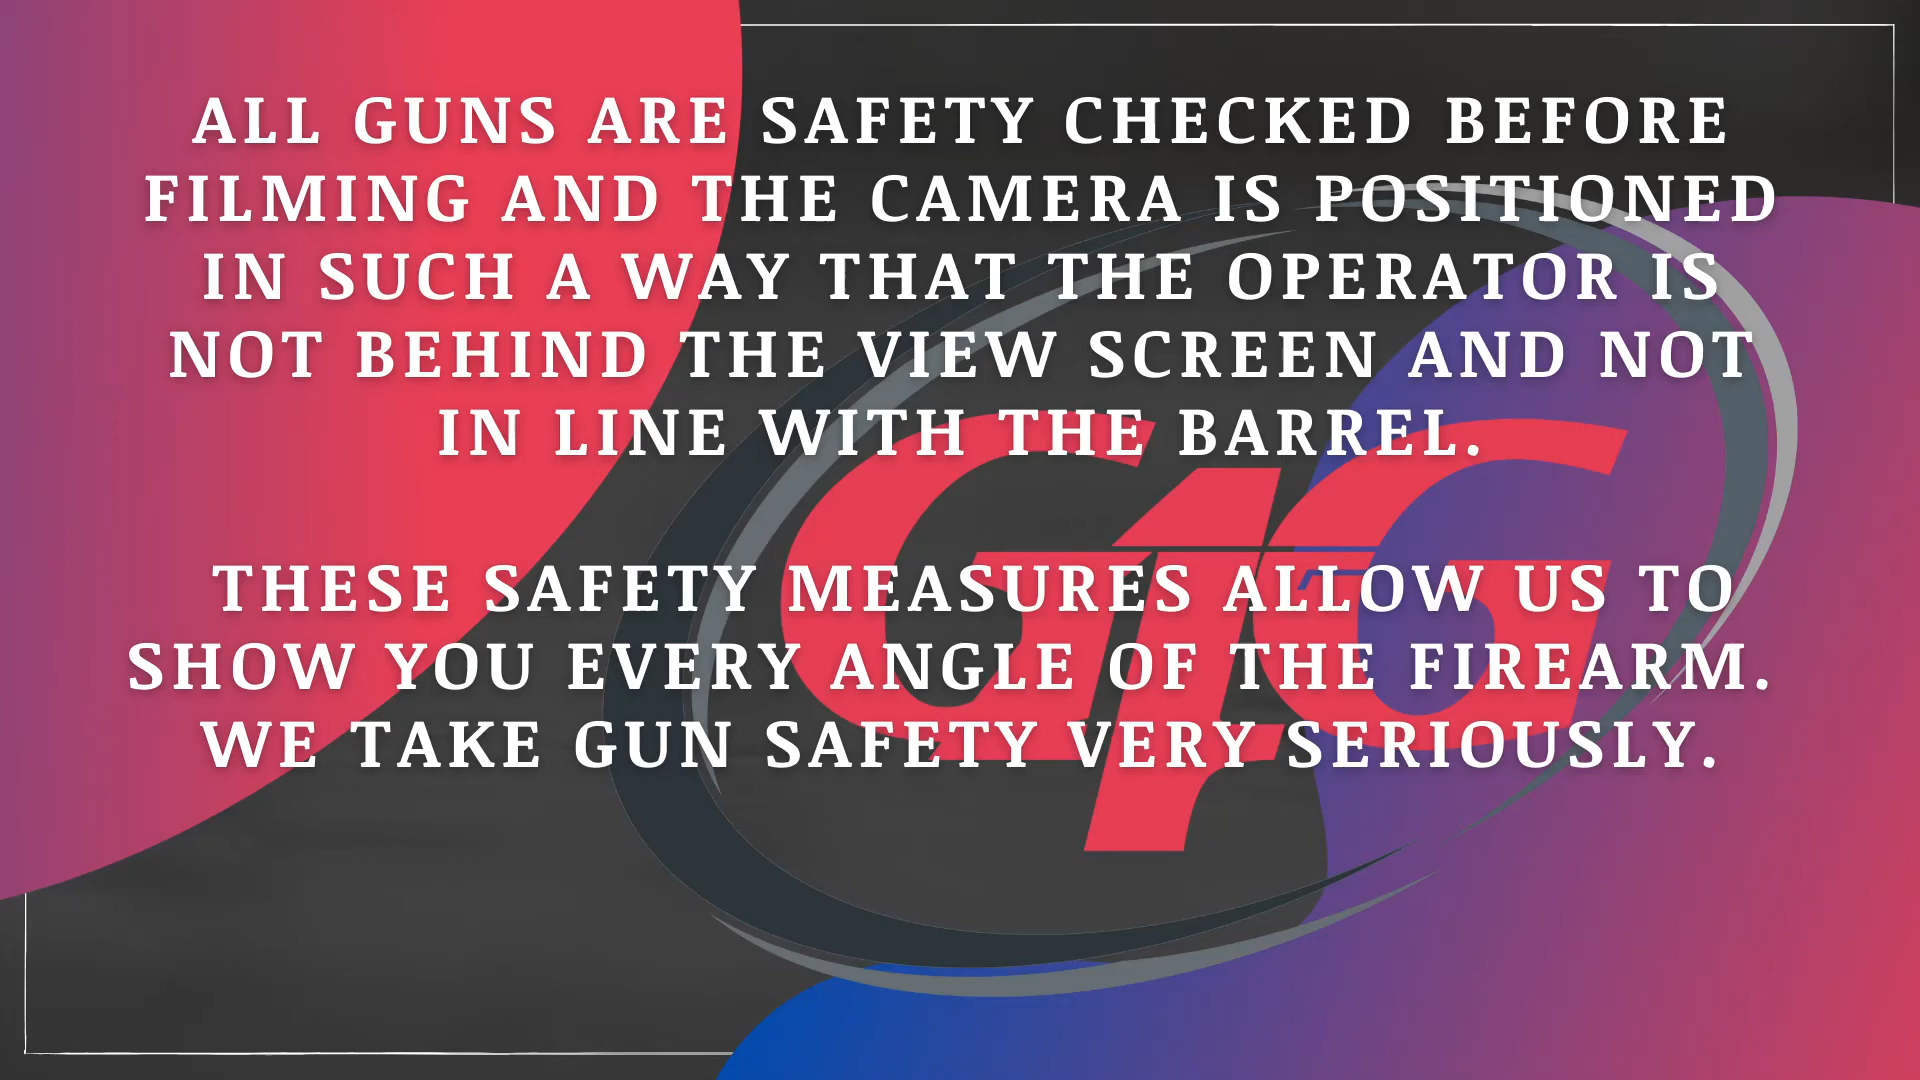 ALL GUNS ARE SAFETY CHECKED BEFORE
FILMING AND THE CAMERA IS POSITIONED
IN SUCH A WAY THAT THE OPERATOR IS
NOT BEHIND THE VIEW SCREEN AND NOT
IN LINE WITH THE BARREL.
THESE SAFETY MEASURES ALLOW US TO
SHOW YOU EVERY ANGLE OF THE FIREARM.
WE TAKE GUN SAFETY VERY SERIOUSLY.